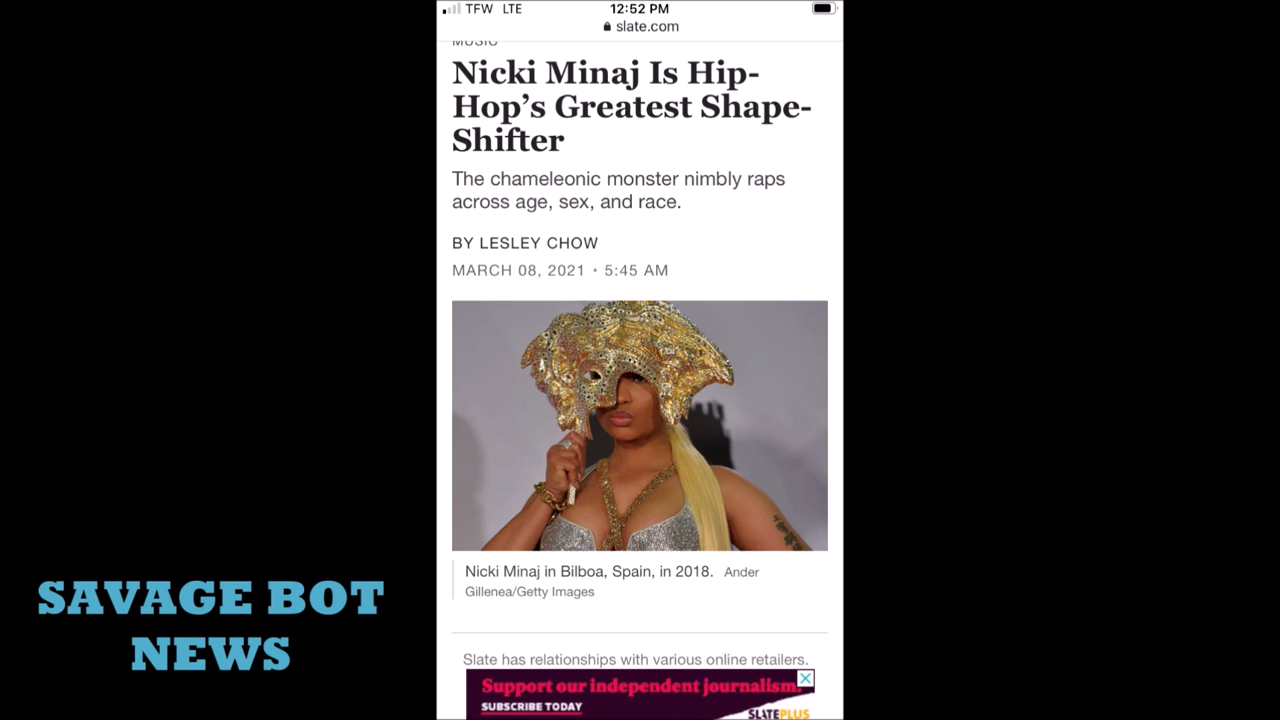 TFW LTE 12:52 PM
slate.com
MUSIC
Nicki Minaj Is Hip-
Hop’s Greatest Shape-
Shifter
The chameleonic monster nimbly raps
across age, sex, and race.
BY LESLEY CHOW
MARCH 08, 2021 • 5:45 AM
Nicki Minaj in Bilboa, Spain, in 2018. Ander
Gillenea/Getty Images
SAVAGE BOT
NEWS
Slate has relationships with various online retailers.
Support our independent journalism.
SUBSCRIBE TODAY
SLATEPLUS